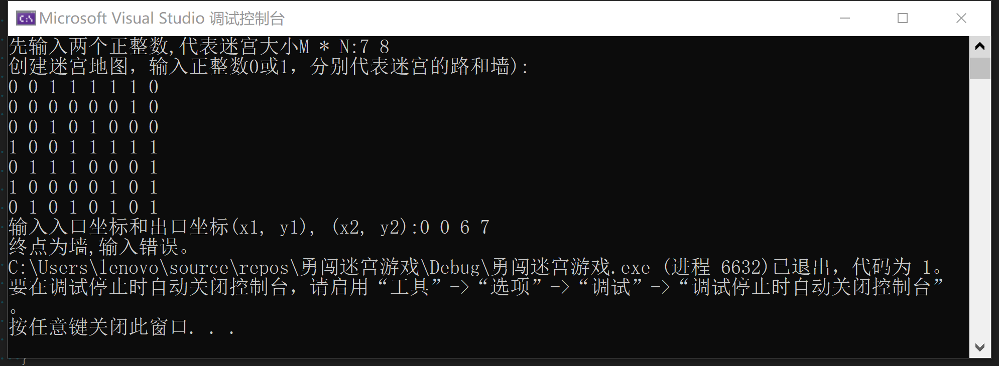 Microsoft Visual Studio 调试控制台
先输入两个正整数,代表迷宫大小M * N:7 8
创建迷宫地图，输入正整数0或1，分别代表迷宫的路和墙):
0 0 1 1 1 1 1 0
0 0 0 0 0 0 1 0
0 0 1 0 1 0 0 0
1 0 0 1 1 1 1 1
0 1 1 1 0 0 0 1
1 0 0 0 0 1 0 1
0 1 0 1 0 1 0 1
输入入口坐标和出口坐标(x1, y1), (x2, y2):0 0 6 7
终点为墙,输入错误。
C:\Users\lenovo\source\repos\勇闯迷宫游戏\Debug\勇闯迷宫游戏.exe (进程 6632)已退出，代码为 1。
要在调试停止时自动关闭控制台，请启用“工具”->“选项”->“调试”->“调试停止时自动关闭控制台”
。
按任意键关闭此窗口. . .
}